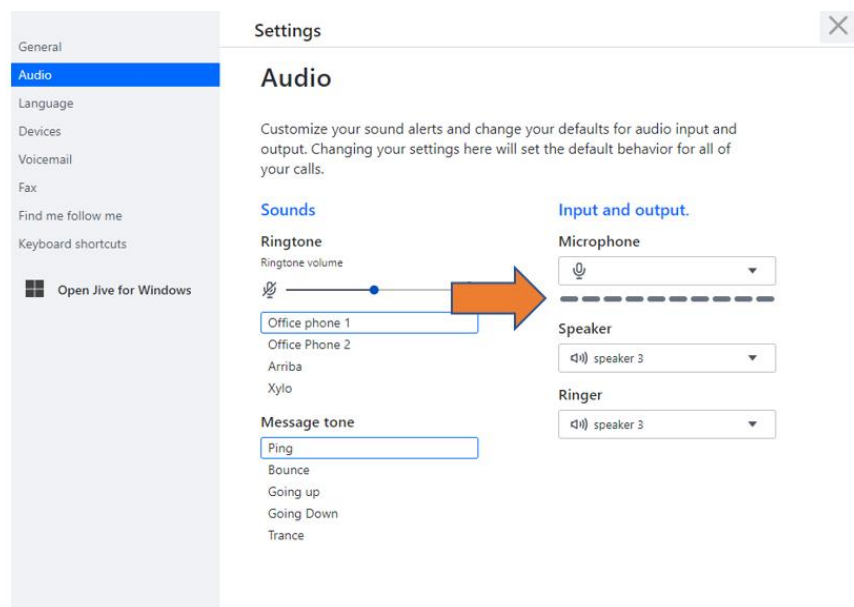 Settings
General
Audio
Language
Devices
Voicemail
Fax
Find me follow me
Keyboard shortcuts
Open Jive for Windows
Audio
Customize your sound alerts and change your defaults for audio input and
output. Changing your settings here will set the default behavior for all of
your calls.
Sounds
Ringtone
Ringtone volume
Office phone 1
Office Phone 2
Arriba
Xylo
Message tone
Ping
Bounce
Going up
Going Down
Trance
Input and output.
Microphone
Speaker
speaker 3
Ringer
speaker 3